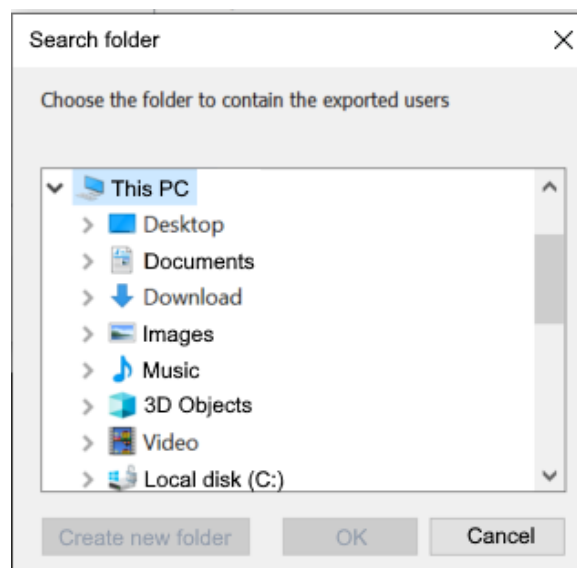 Search folder
Choose the folder to contain the exported users
This PC
Desktop
Documents
Download
Images
Music
3D Objects
Video
Local disk (C:)
Create new folder
OK
Cancel